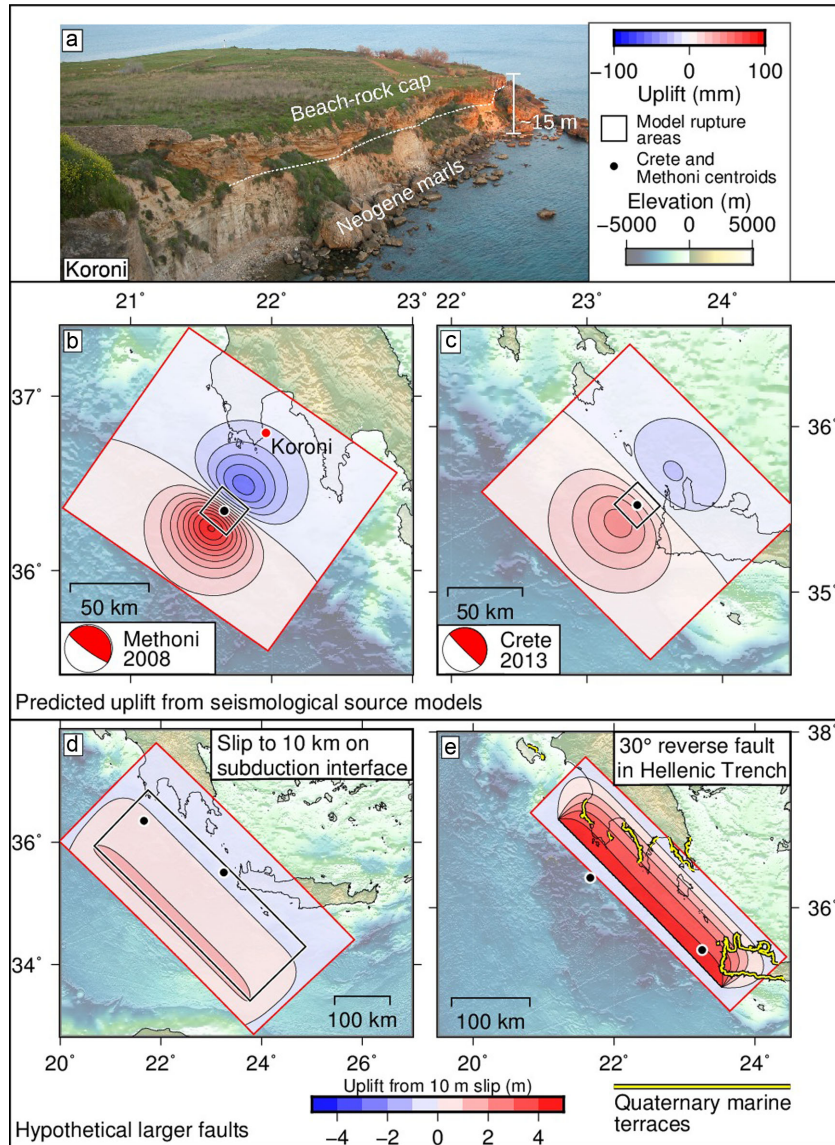 a
Beach-rock cap
~15 m
Neogene marls
Koroni
−100 0 100
Uplift (mm)
Model rupture
areas
Crete and
Methoni centroids
Elevation (m)
−5000 0 5000
21° 22° 23° 22° 23° 24°
b
c
37°
36°
36°
35°
Koroni
50 km
50 km
Methoni
2008
Crete
2013
Predicted uplift from seismological source models
d
Slip to 10 km on
subduction interface
e
30° reverse fault
in Hellenic Trench
38°
36°
36°
34°
100 km
100 km
20° 22° 24° 26° 20° 22° 24°
Uplift from 10 m slip (m)
−4 −2 0 2 4
Quaternary marine
terraces
Hypothetical larger faults